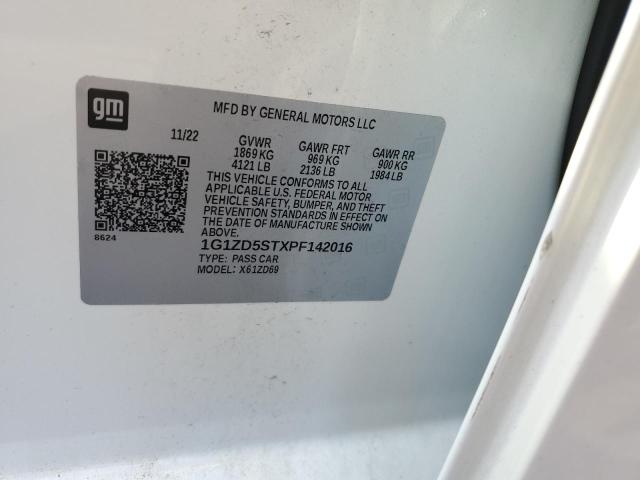 gm
MFD BY GENERAL MOTORS LLC
11/22 GVWR GAWR FRT GAWR RR
1869 KG 969 KG 900 KG
4121 LB 2136 LB 1984 LB
THIS VEHICLE CONFORMS TO ALL
APPLICABLE U.S. FEDERAL MOTOR
VEHICLE SAFETY, BUMPER, AND THEFT
PREVENTION STANDARDS IN EFFECT ON
THE DATE OF MANUFACTURE SHOWN
ABOVE.
8624
1G1ZD5STXPF142016
TYPE: PASS CAR
MODEL: X61ZD69